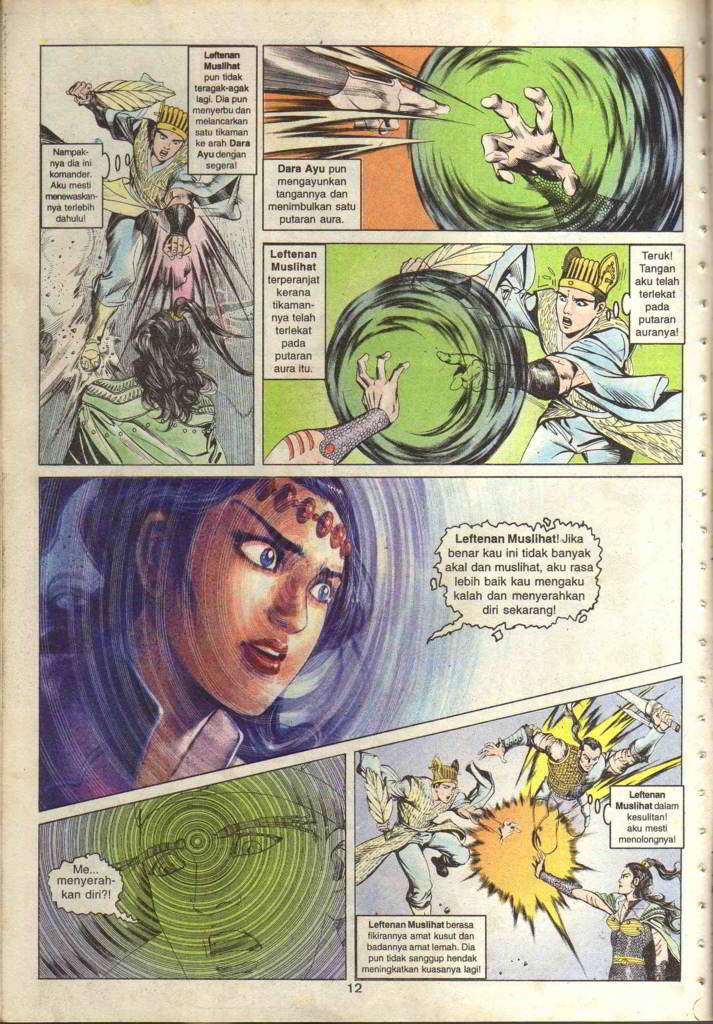 Nampak-
nya dia ini
komander.
Aku mesti
menewaskan-
nya terlebih
dahulu!
Leftenan
Muslihat
pun tidak
teragak-agak
lagi. Dia pun
menyerbu dan
melancarkan
satu tikaman
ke arah Dara
Ayu dengan
segera!
Dara Ayu pun
mengayunkan
tangannya dan
menimbulkan satu
putaran aura.
Leftenan
Muslihat
terperanjat
kerana
tikaman-
nya telah
terlekat
pada
putaran
aura itu.
Teruk!
Tangan
aku telah
terlekat
pada
putaran
auranya!
Leftenan Muslihat! Jika
benar kau ini tidak banyak
akal dan muslihat, aku rasa
lebih baik kau mengaku
kalah dan menyerahkan
diri sekarang!
Me...
menyerah-
kan diri?!
Leftenan
Muslihat dalam
kesulitan!
aku mesti
menolongnya!
Leftenan Muslihat berasa
fikirannya amat kusut dan
badannya amat lemah. Dia
pun tidak sanggup hendak
meningkatkan kuasanya lagi!
12